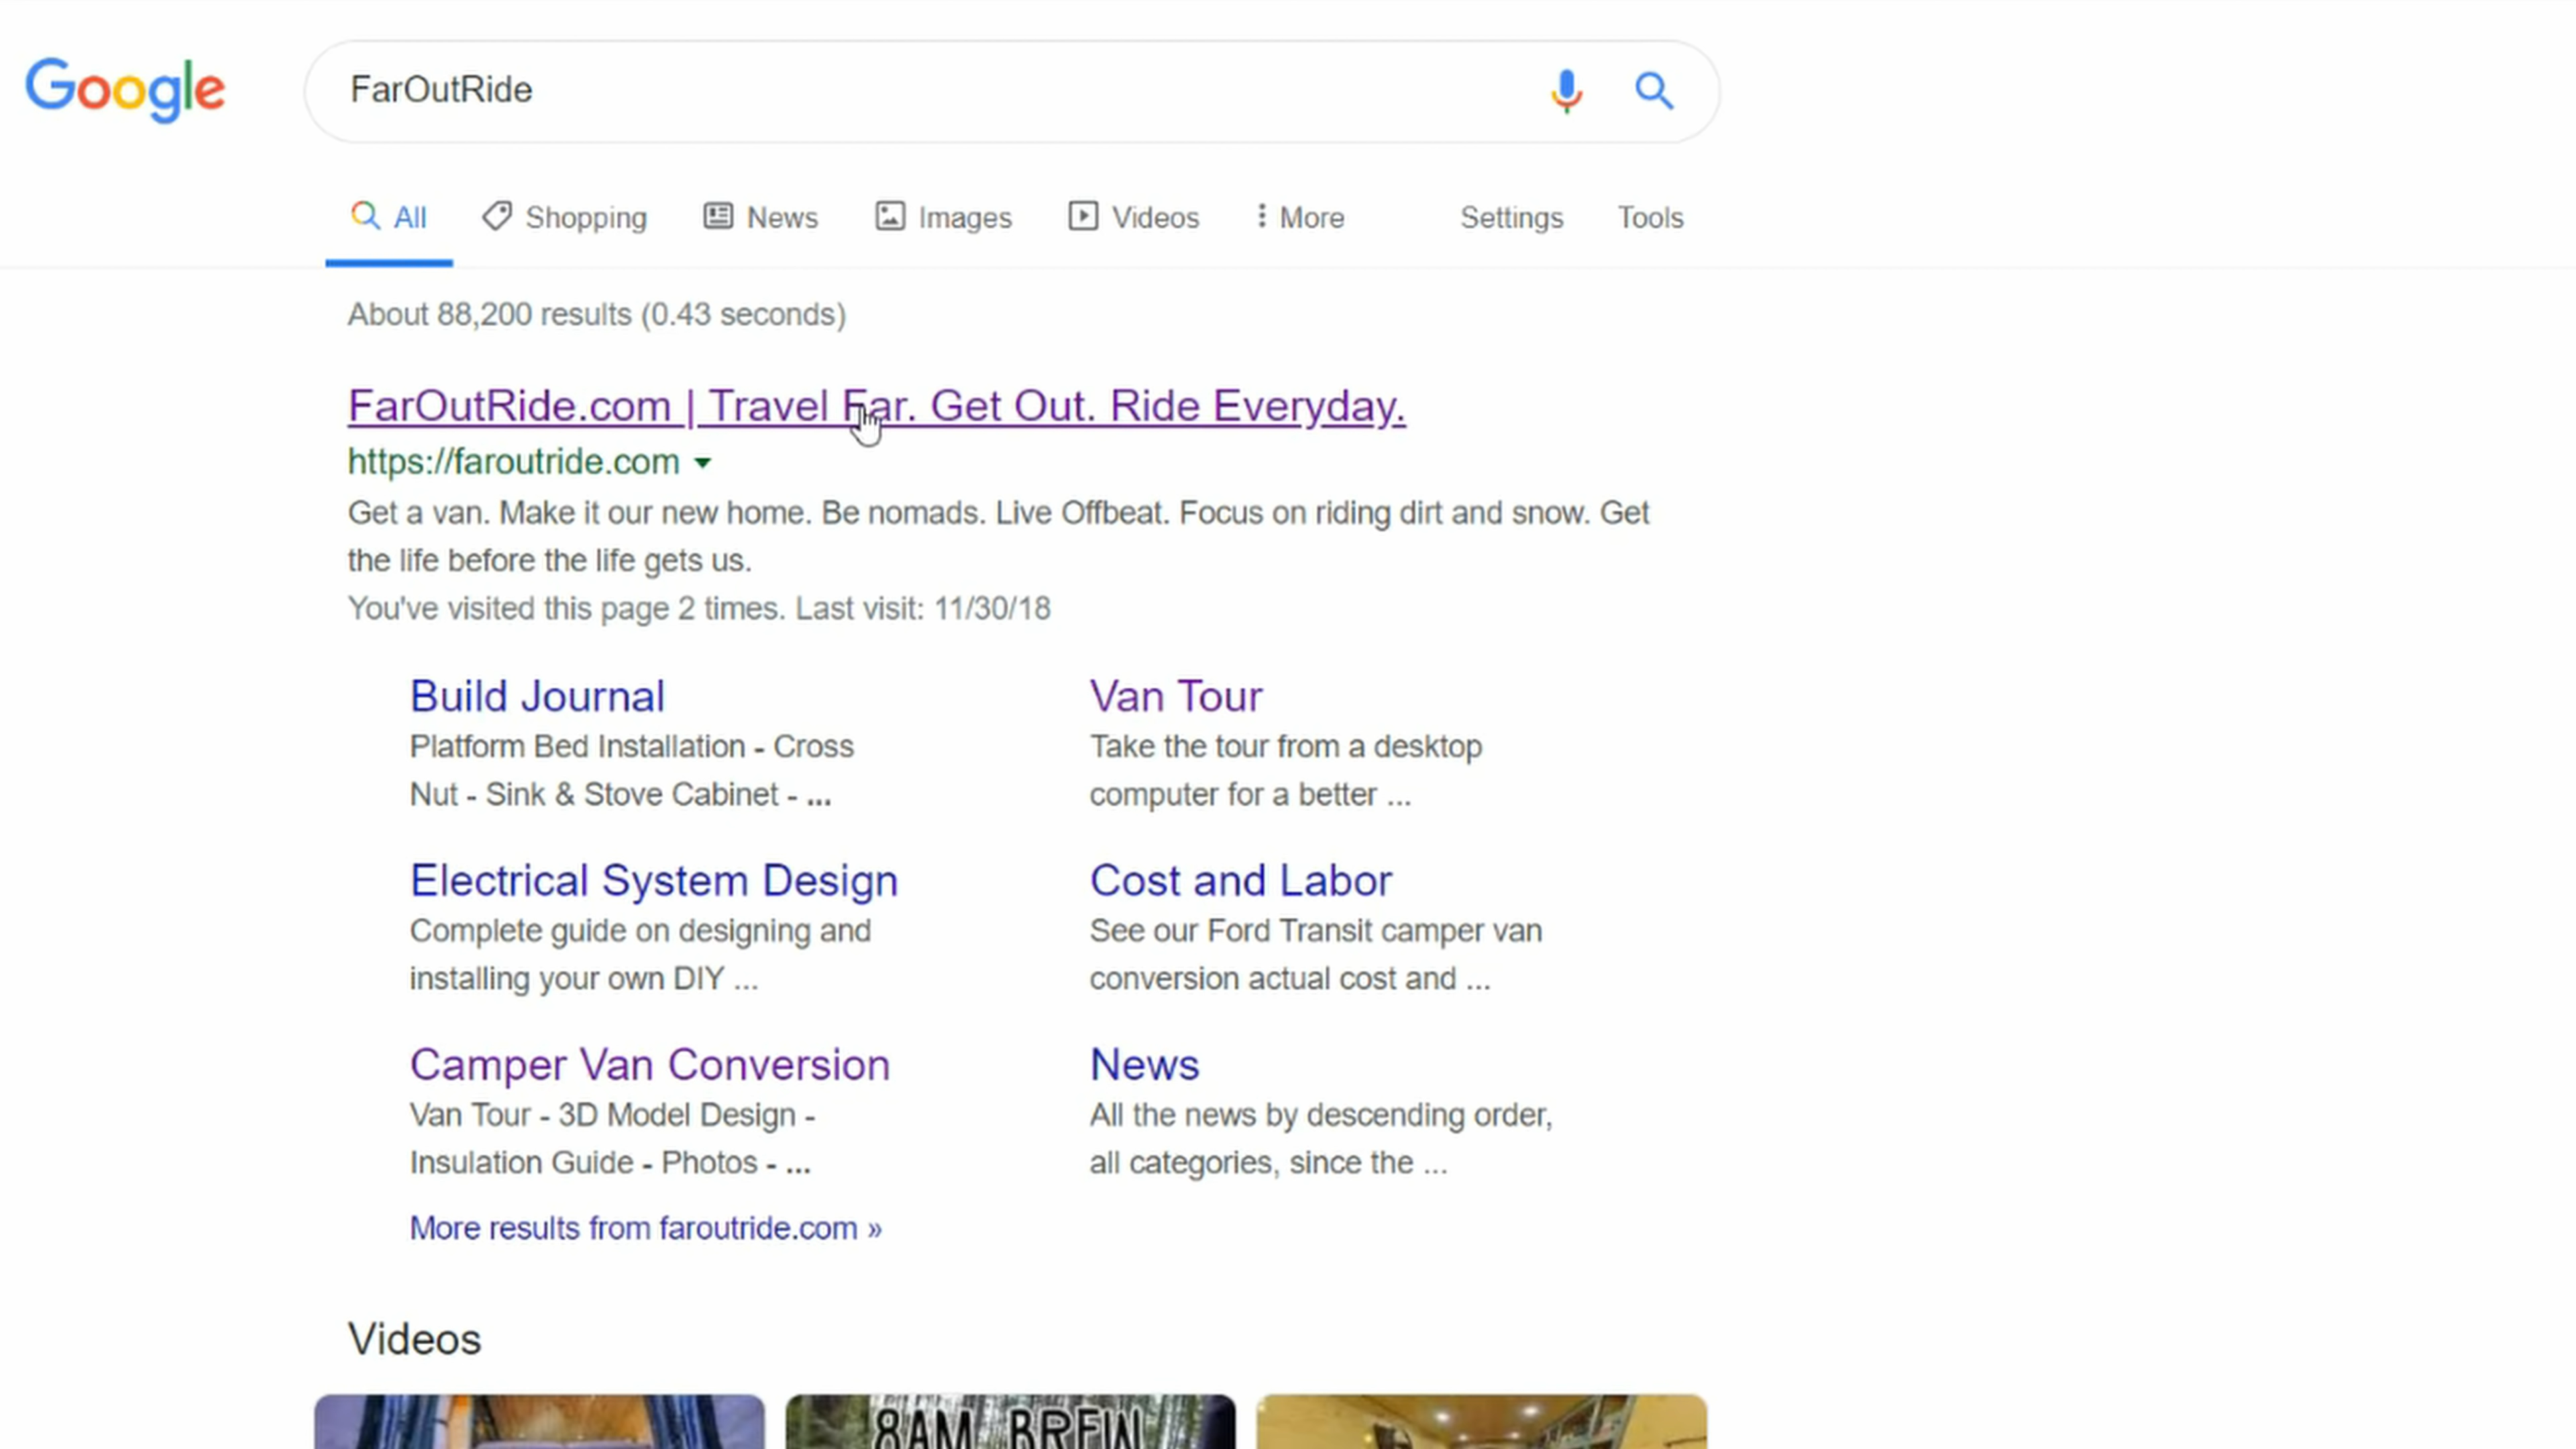 Google
FarOutRide
All Shopping News Images Videos More Settings Tools
About 88,200 results (0.43 seconds)
FarOutRide.com | Travel Far. Get Out. Ride Everyday.
https://faroutride.com
Get a van. Make it our new home. Be nomads. Live Offbeat. Focus on riding dirt and snow. Get
the life before the life gets us.
You've visited this page 2 times. Last visit: 11/30/18
Build Journal
Platform Bed Installation - Cross
Nut - Sink & Stove Cabinet - ...
Van Tour
Take the tour from a desktop
computer for a better ...
Electrical System Design
Complete guide on designing and
installing your own DIY ...
Cost and Labor
See our Ford Transit camper van
conversion actual cost and ...
Camper Van Conversion
Van Tour - 3D Model Design -
Insulation Guide - Photos - ...
News
All the news by descending order,
all categories, since the ...
More results from faroutride.com »
Videos
8AM BREW